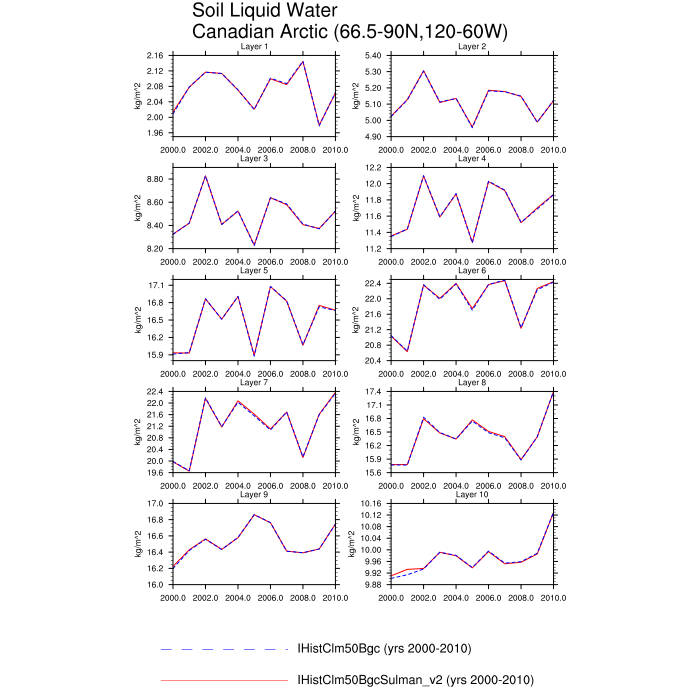 Soil Liquid Water
Canadian Arctic (66.5-90N,120-60W)
Layer 1
2.16
2.12
2.08
2.04
2.00
1.96
kg/m^2
2000.0 2002.0 2004.0 2006.0 2008.0 2010.0
Layer 2
5.40
5.30
5.20
5.10
5.00
4.90
kg/m^2
2000.0 2002.0 2004.0 2006.0 2008.0 2010.0
Layer 3
8.80
8.60
8.40
8.20
kg/m^2
2000.0 2002.0 2004.0 2006.0 2008.0 2010.0
Layer 4
12.2
12.0
11.8
11.6
11.4
11.2
kg/m^2
2000.0 2002.0 2004.0 2006.0 2008.0 2010.0
Layer 5
17.1
16.8
16.5
16.2
15.9
kg/m^2
2000.0 2002.0 2004.0 2006.0 2008.0 2010.0
Layer 6
22.4
22.0
21.6
21.2
20.8
20.4
kg/m^2
2000.0 2002.0 2004.0 2006.0 2008.0 2010.0
Layer 7
22.4
22.0
21.6
21.2
20.8
20.4
20.0
19.6
kg/m^2
2000.0 2002.0 2004.0 2006.0 2008.0 2010.0
Layer 8
17.4
17.1
16.8
16.5
16.2
15.9
15.6
kg/m^2
2000.0 2002.0 2004.0 2006.0 2008.0 2010.0
Layer 9
17.0
16.8
16.6
16.4
16.2
16.0
kg/m^2
2000.0 2002.0 2004.0 2006.0 2008.0 2010.0
Layer 10
10.16
10.12
10.08
10.04
10.00
9.96
9.92
9.88
kg/m^2
2000.0 2002.0 2004.0 2006.0 2008.0 2010.0
IHistClm50Bgc (yrs 2000-2010)
IHistClm50BgcSulman_v2 (yrs 2000-2010)